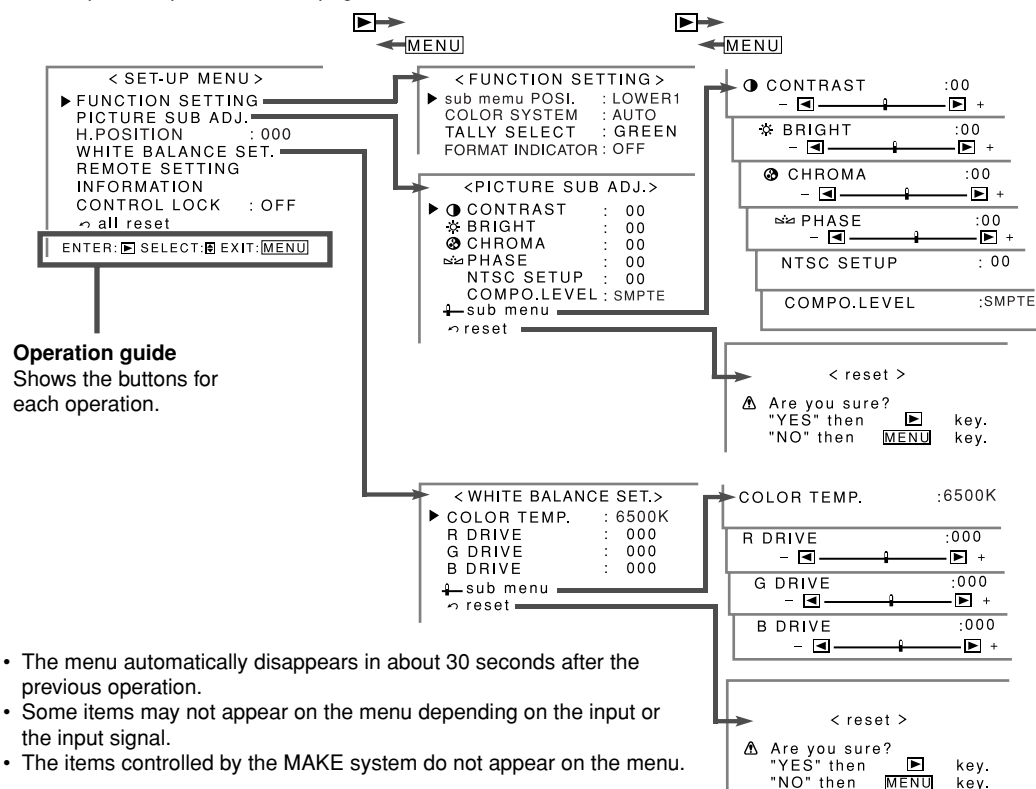 MENU
MENU
< SET-UP MENU >
▶ FUNCTION SETTING
PICTURE SUB ADJ.
H.POSITION : 000
WHITE BALANCE SET.
REMOTE SETTING
INFORMATION
CONTROL LOCK : OFF
all reset
ENTER: ▶ SELECT: EXIT: MENU
Operation guide
Shows the buttons for
each operation.
< FUNCTION SETTING >
▶ sub memu POSI. : LOWER1
COLOR SYSTEM : AUTO
TALLY SELECT : GREEN
FORMAT INDICATOR : OFF
<PICTURE SUB ADJ.>
▶ CONTRAST : 00
BRIGHT : 00
CHROMA : 00
PHASE : 00
NTSC SETUP : 00
COMPO.LEVEL : SMPTE
sub menu
reset
CONTRAST :00
– ◀ ▶ +
BRIGHT :00
– ◀ ▶ +
CHROMA :00
– ◀ ▶ +
PHASE :00
– ◀ ▶ +
NTSC SETUP : 00
COMPO.LEVEL :SMPTE
< reset >
Are you sure?
"YES" then ▶ key.
"NO" then MENU key.
< WHITE BALANCE SET.>
▶ COLOR TEMP. : 6500K
R DRIVE : 000
G DRIVE : 000
B DRIVE : 000
sub menu
reset
COLOR TEMP. :6500K
R DRIVE :000
– ◀ ▶ +
G DRIVE :000
– ◀ ▶ +
B DRIVE :000
– ◀ ▶ +
< reset >
Are you sure?
"YES" then ▶ key.
"NO" then MENU key.
• The menu automatically disappears in about 30 seconds after the
previous operation.
• Some items may not appear on the menu depending on the input or
the input signal.
• The items controlled by the MAKE system do not appear on the menu.